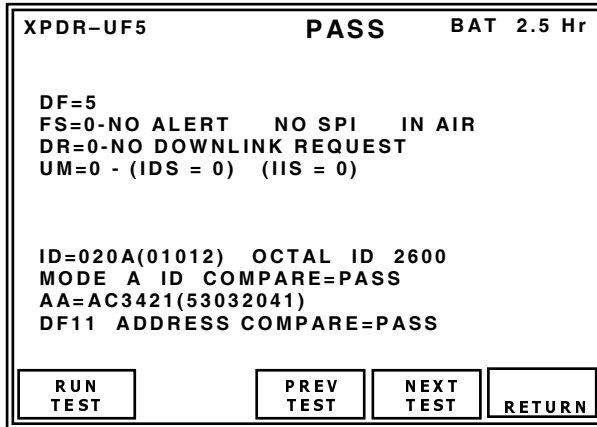 XPDR–UF5 PASS BAT 2.5 Hr
DF=5
FS=0-NO ALERT NO SPI IN AIR
DR=0-NO DOWNLINK REQUEST
UM=0 - (IDS = 0) (IIS = 0)
ID=020A(01012) OCTAL ID 2600
MODE A ID COMPARE=PASS
AA=AC3421(53032041)
DF11 ADDRESS COMPARE=PASS
RUN TEST
PREV TEST
NEXT TEST
RETURN